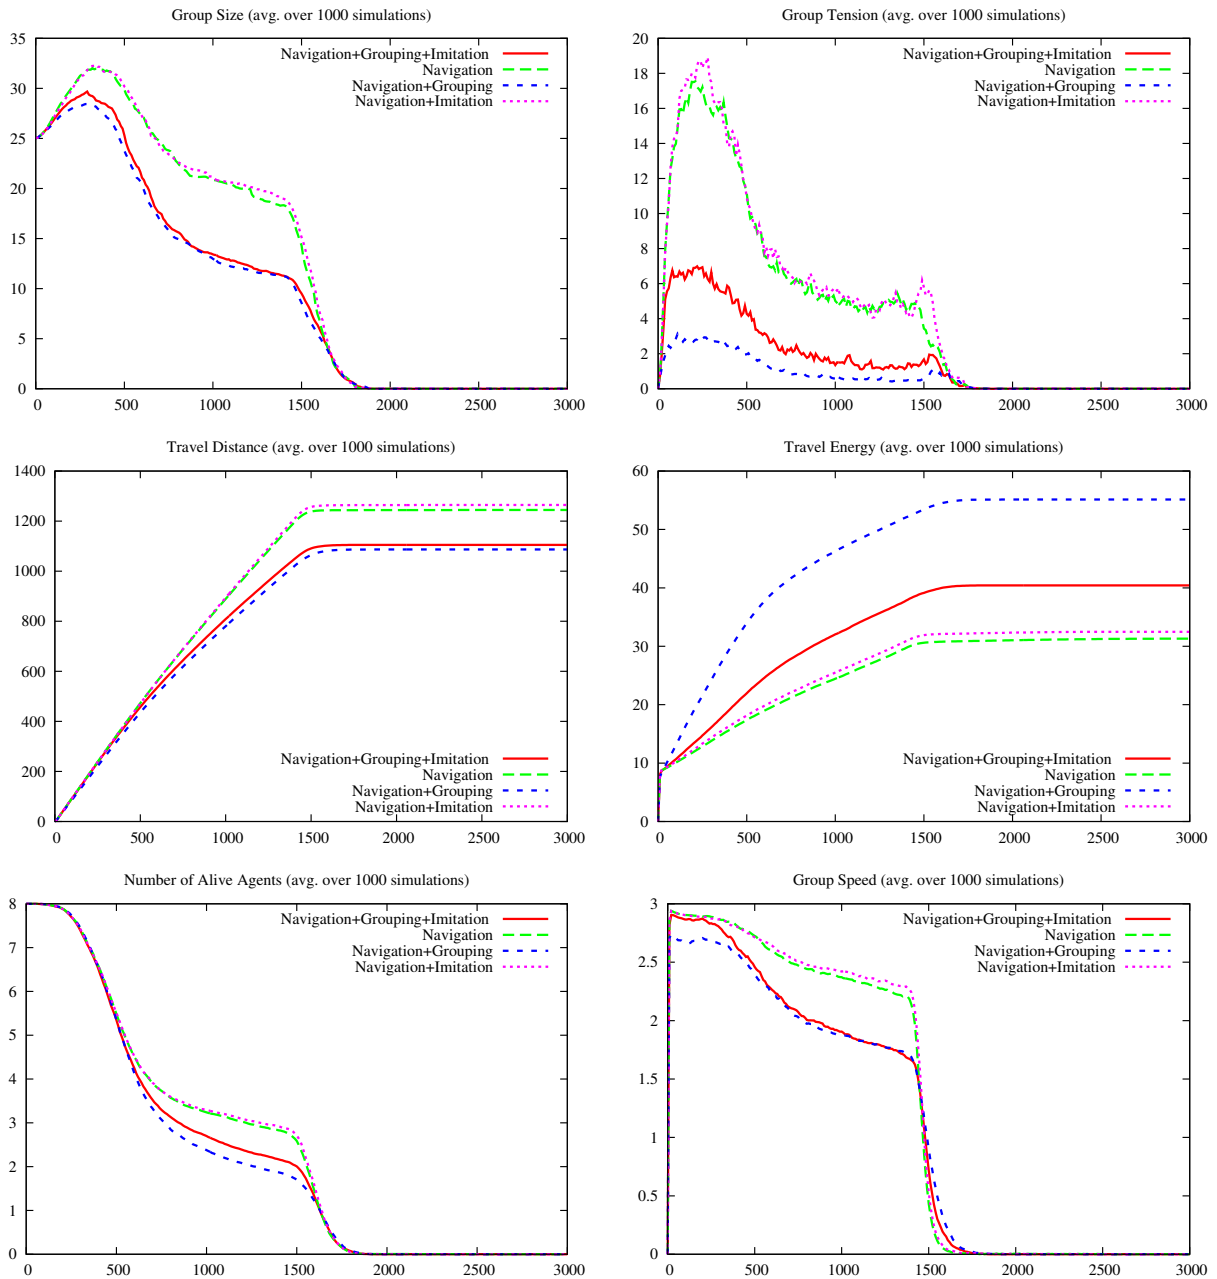 Group Size (avg. over 1000 simulations)
35
30
25
20
15
10
5
0
0 500 1000 1500 2000 2500 3000
Navigation+Grouping+Imitation
Navigation
Navigation+Grouping
Navigation+Imitation
Group Tension (avg. over 1000 simulations)
20
18
16
14
12
10
8
6
4
2
0
0 500 1000 1500 2000 2500 3000
Navigation+Grouping+Imitation
Navigation
Navigation+Grouping
Navigation+Imitation
Travel Distance (avg. over 1000 simulations)
1400
1200
1000
800
600
400
200
0
0 500 1000 1500 2000 2500 3000
Navigation+Grouping+Imitation
Navigation
Navigation+Grouping
Navigation+Imitation
Travel Energy (avg. over 1000 simulations)
60
50
40
30
20
10
0
0 500 1000 1500 2000 2500 3000
Navigation+Grouping+Imitation
Navigation
Navigation+Grouping
Navigation+Imitation
Number of Alive Agents (avg. over 1000 simulations)
8
7
6
5
4
3
2
1
0
0 500 1000 1500 2000 2500 3000
Navigation+Grouping+Imitation
Navigation
Navigation+Grouping
Navigation+Imitation
Group Speed (avg. over 1000 simulations)
3
2.5
2
1.5
1
0.5
0
0 500 1000 1500 2000 2500 3000
Navigation+Grouping+Imitation
Navigation
Navigation+Grouping
Navigation+Imitation